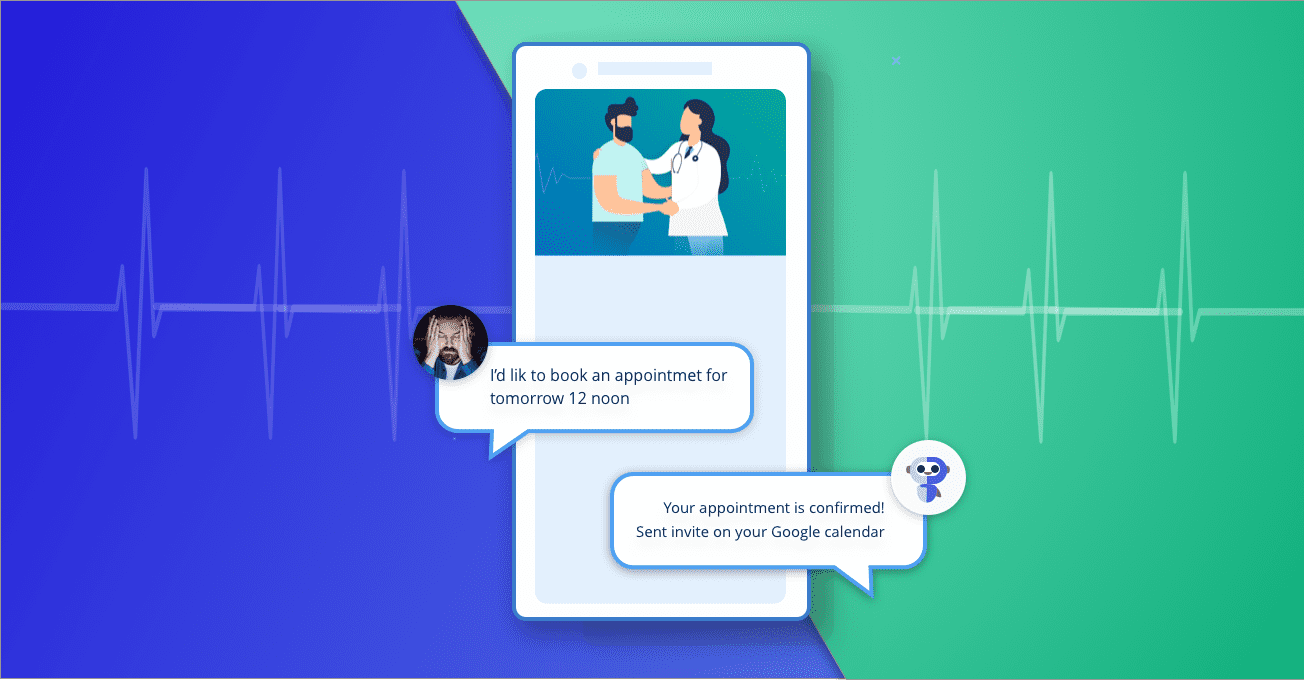 I’d lik to book an appointmet for
tomorrow 12 noon
Your appointment is confirmed!
Sent invite on your Google calendar